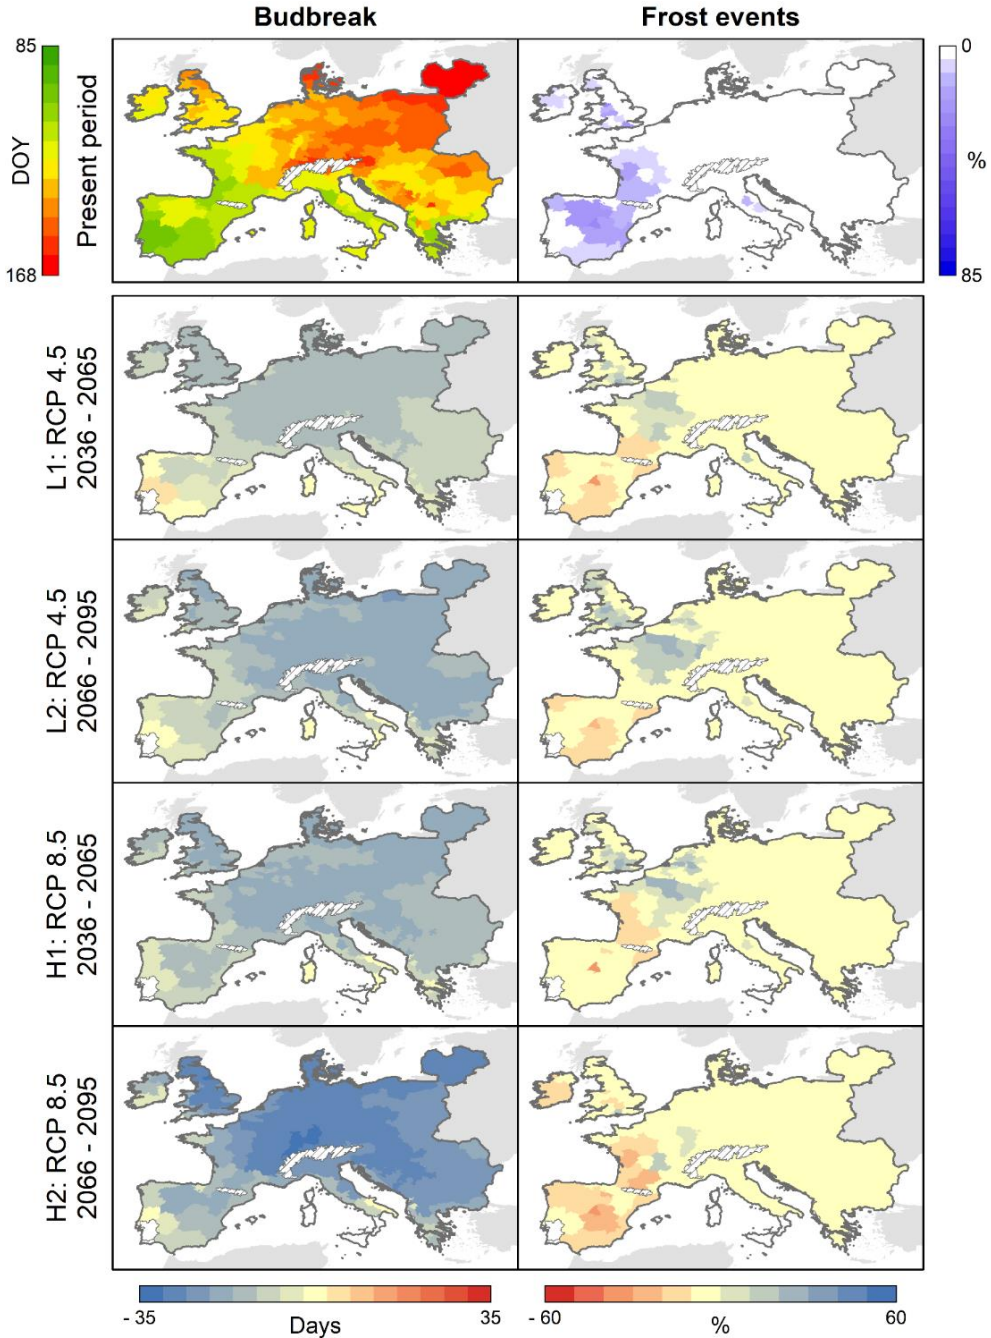 Budbreak
Frost events
85
DOY
168
Present period
0
%
85
L1: RCP 4.5
2036 - 2065
L2: RCP 4.5
2066 - 2095
H1: RCP 8.5
2036 - 2065
H2: RCP 8.5
2066 - 2095
- 35
Days
35
- 60
%
60